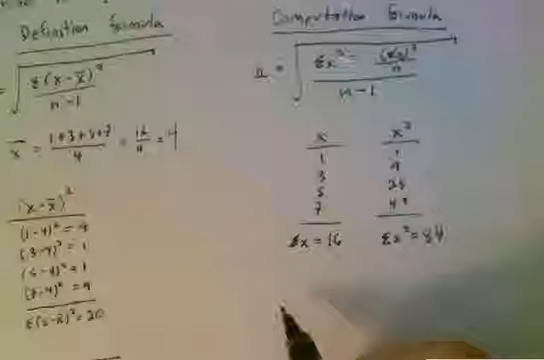 Definition Formula
= √ Σ(x-x̄)² / n-1
x̄ = 1+3+5+7 / 4 = 16 / 4 = 4
(x-x̄)²
(1-4)² = 9
(3-4)² = 1
(5-4)² = 1
(7-4)² = 9
Σ(x-x̄)² = 20
Computation Formula
= √ Σx² - (Σx)² / n / n-1
x x²
1 1
3 9
5 25
7 49
Σx = 16 Σx² = 84